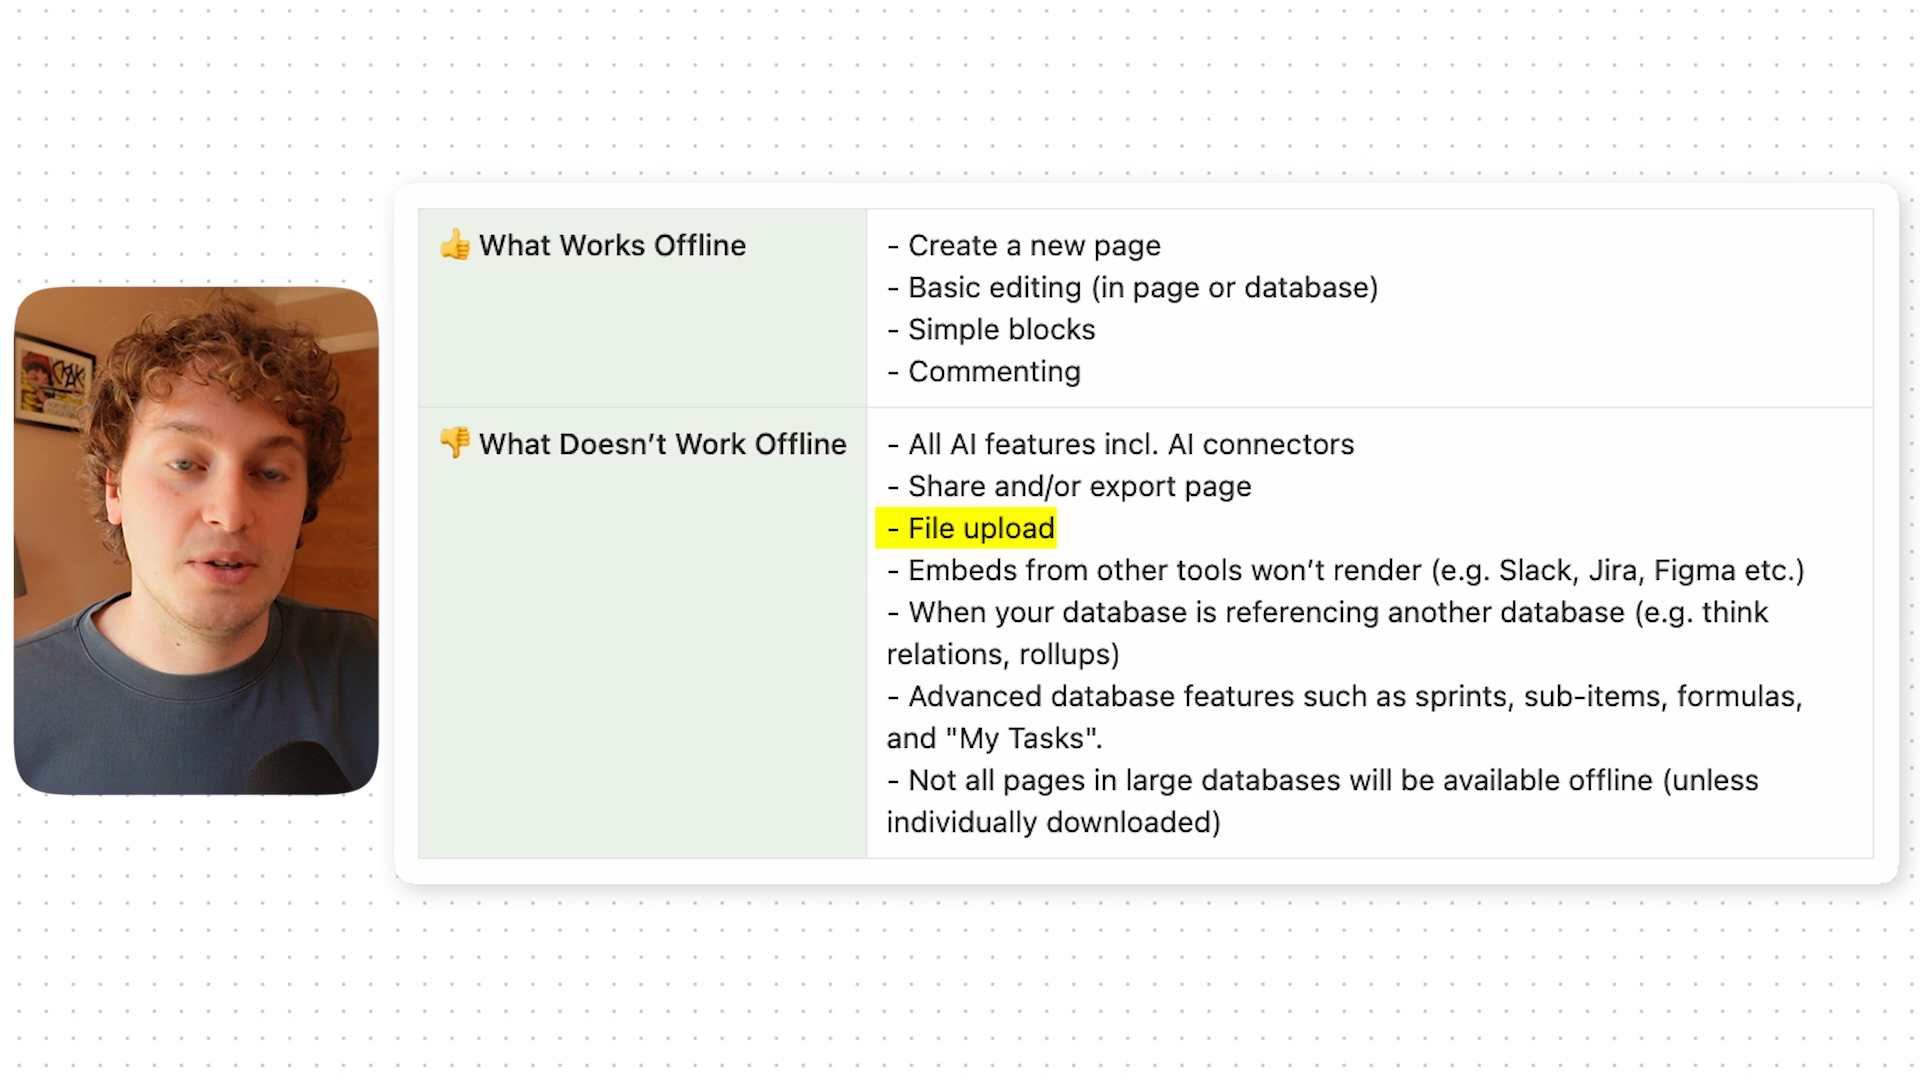 👍 What Works Offline
- Create a new page
- Basic editing (in page or database)
- Simple blocks
- Commenting
👎 What Doesn’t Work Offline
- All AI features incl. AI connectors
- Share and/or export page
- File upload
- Embeds from other tools won’t render (e.g. Slack, Jira, Figma etc.)
- When your database is referencing another database (e.g. think
relations, rollups)
- Advanced database features such as sprints, sub-items, formulas,
and "My Tasks".
- Not all pages in large databases will be available offline (unless
individually downloaded)